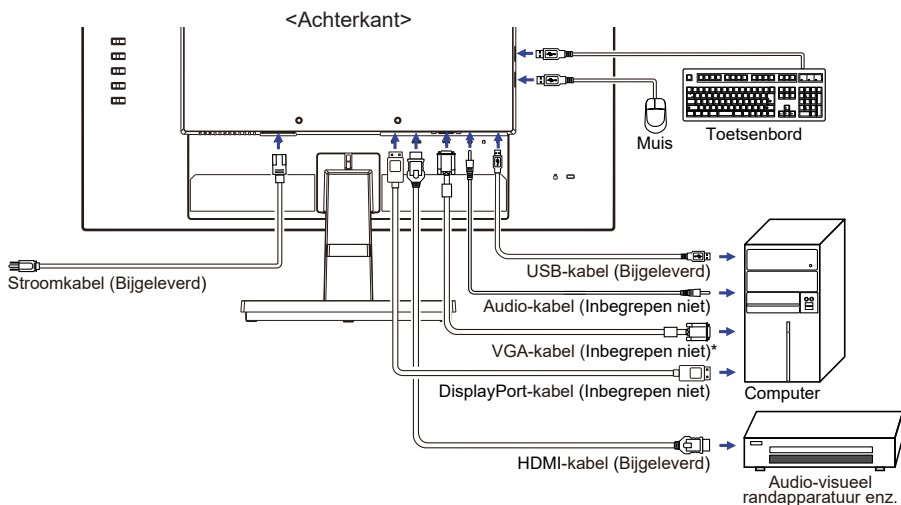 <Achterkant>
Muis
Toetsenbord
Stroomkabel (Bijgeleverd)
USB-kabel (Bijgeleverd)
Audio-kabel (Inbegrepen niet)
VGA-kabel (Inbegrepen niet)*
DisplayPort-kabel (Inbegrepen niet)
Computer
HDMI-kabel (Bijgeleverd)
Audio-visueel
randapparatuur enz.